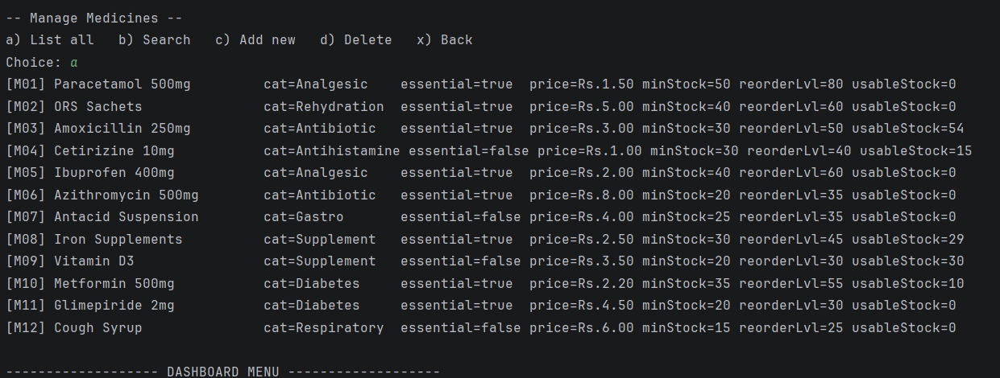 -- Manage Medicines --
a) List all   b) Search   c) Add new   d) Delete   x) Back
Choice: a
[M01] Paracetamol 500mg         cat=Analgesic    essential=true  price=Rs.1.50 minStock=50 reorderLvl=80 usableStock=0
[M02] ORS Sachets               cat=Rehydration  essential=true  price=Rs.5.00 minStock=40 reorderLvl=60 usableStock=0
[M03] Amoxicillin 250mg         cat=Antibiotic   essential=true  price=Rs.3.00 minStock=30 reorderLvl=50 usableStock=54
[M04] Cetirizine 10mg           cat=Antihistamine essential=false price=Rs.1.00 minStock=30 reorderLvl=40 usableStock=15
[M05] Ibuprofen 400mg           cat=Analgesic    essential=true  price=Rs.2.00 minStock=40 reorderLvl=60 usableStock=0
[M06] Azithromycin 500mg        cat=Antibiotic   essential=true  price=Rs.8.00 minStock=20 reorderLvl=35 usableStock=0
[M07] Antacid Suspension        cat=Gastro       essential=false price=Rs.4.00 minStock=25 reorderLvl=35 usableStock=0
[M08] Iron Supplements          cat=Supplement   essential=true  price=Rs.2.50 minStock=30 reorderLvl=45 usableStock=29
[M09] Vitamin D3                cat=Supplement   essential=false price=Rs.3.50 minStock=20 reorderLvl=30 usableStock=30
[M10] Metformin 500mg           cat=Diabetes     essential=true  price=Rs.2.20 minStock=35 reorderLvl=55 usableStock=10
[M11] Glimepiride 2mg           cat=Diabetes     essential=true  price=Rs.4.50 minStock=20 reorderLvl=30 usableStock=0
[M12] Cough Syrup               cat=Respiratory  essential=false price=Rs.6.00 minStock=15 reorderLvl=25 usableStock=0
------------------- DASHBOARD MENU -------------------